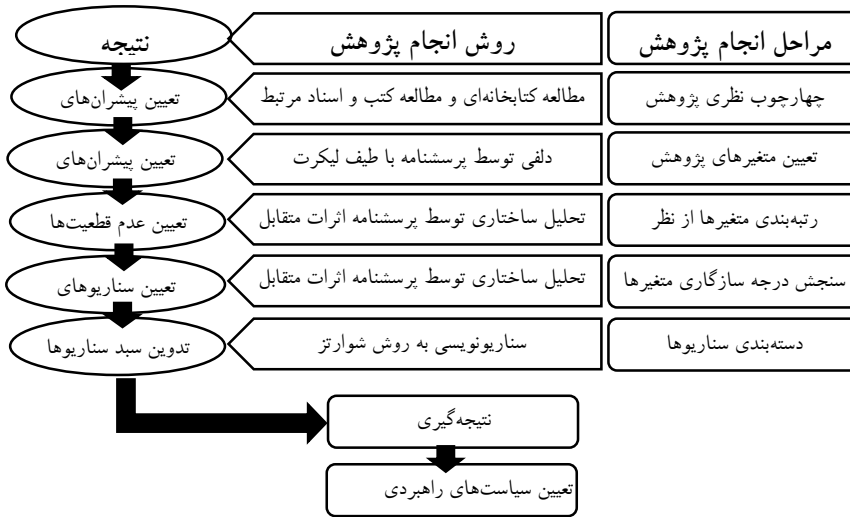 مراحل انجام پژوهش
روش انجام پژوهش
نتیجه
چهارچوب نظری پژوهش
مطالعه کتابخانه‌ای و مطالعه کتب و اسناد مرتبط
تعیین پیشران‌های
تعیین متغیرهای پژوهش
دلفی توسط پرسشنامه با طیف لیکرت
تعیین پیشران‌های
رتبه‌بندی متغیرها از نظر
تحلیل ساختاری توسط پرسشنامه اثرات متقابل
تعیین عدم قطعیت‌ها
سنجش درجه سازگاری متغیرها
تحلیل ساختاری توسط پرسشنامه اثرات متقابل
تعیین سناریوهای
دسته‌بندی سناریوها
سناریونویسی به روش شوارتز
تدوین سبد سناریوها
نتیجه‌گیری
تعیین سیاست‌های راهبردی